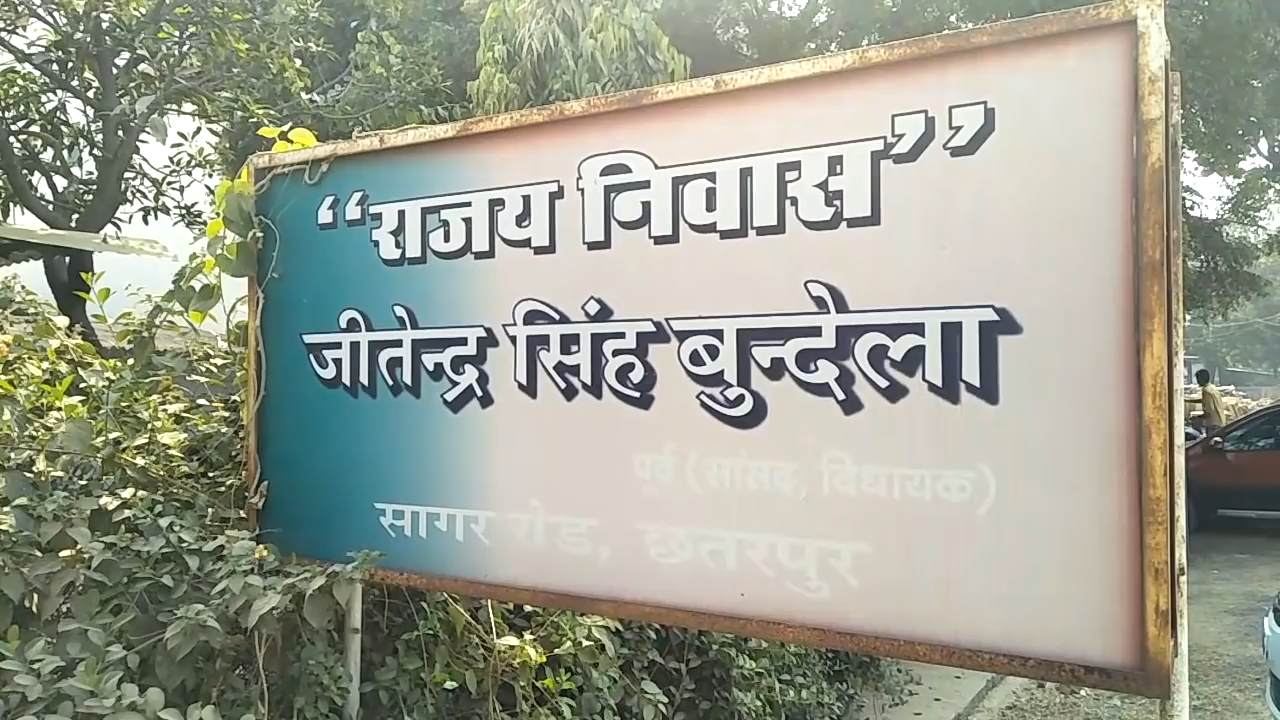 “राजय निवास”
जीतेन्द्र सिंह बुन्देला
पूर्व (सांसद, विधायक)
सागर रोड, छतरपुर